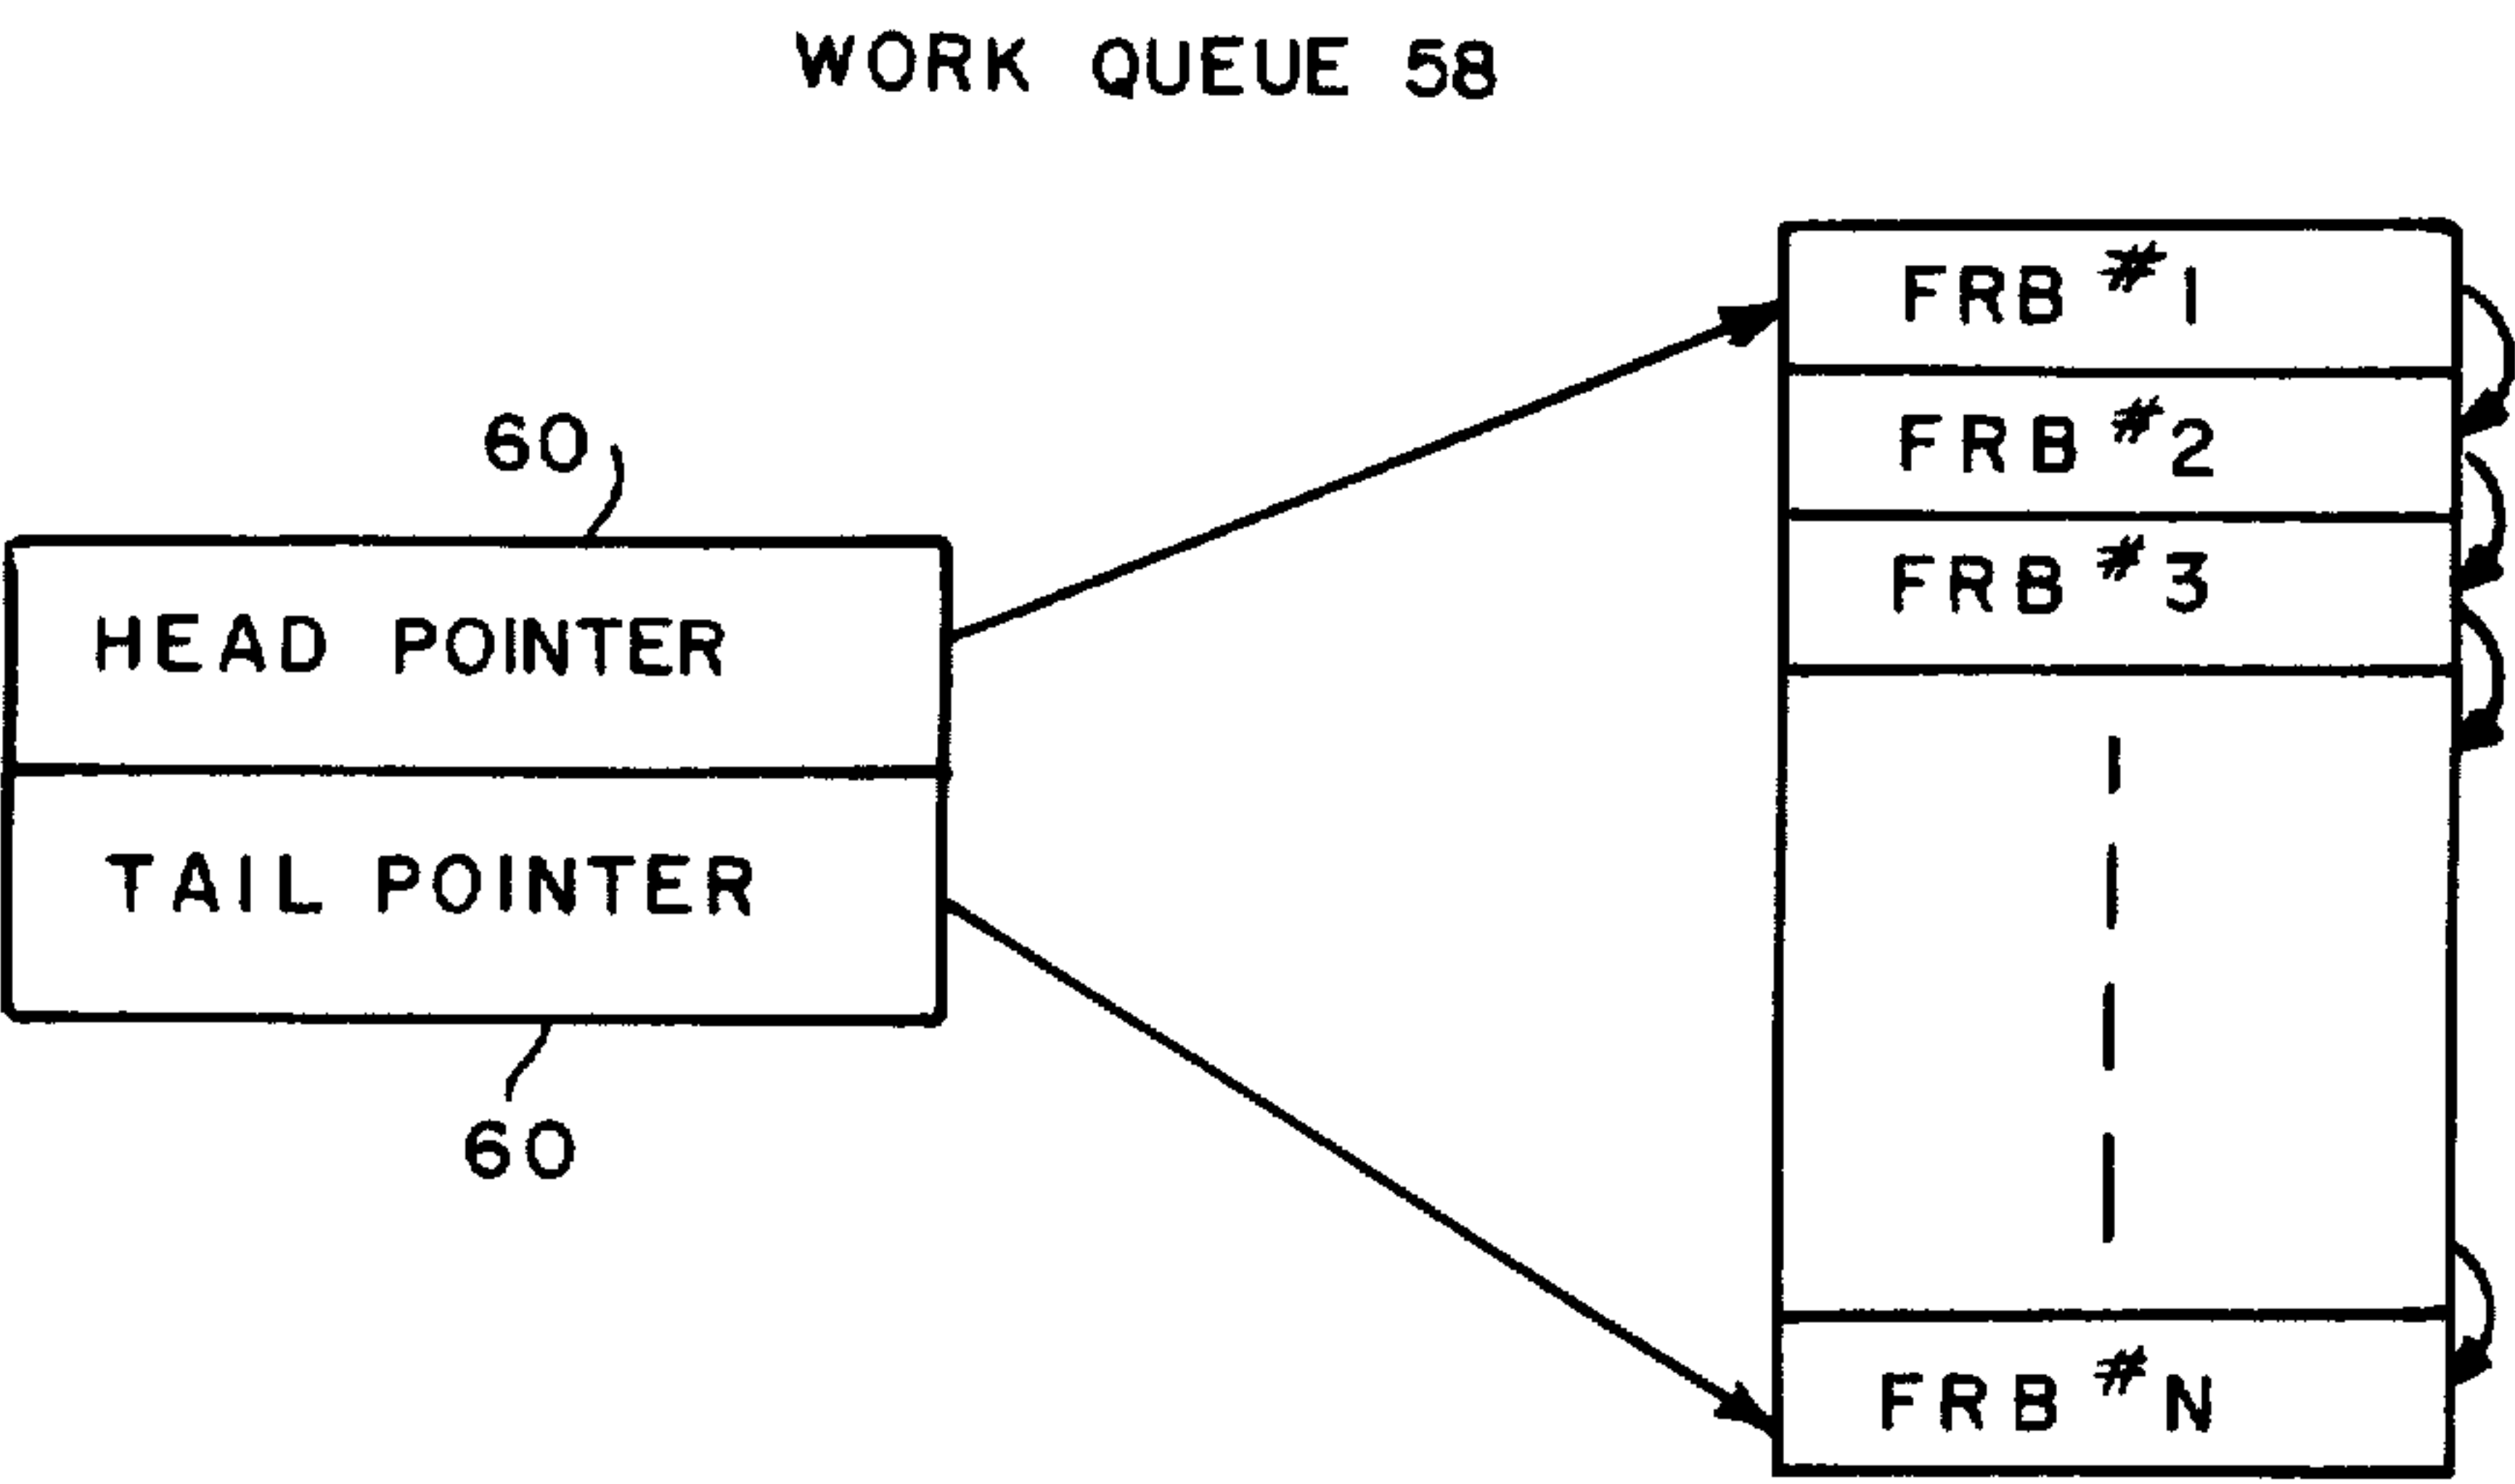 WORK QUEUE 58
60
HEAD POINTER
TAIL POINTER
60
FRB #1
FRB #2
FRB #3
FRB #N